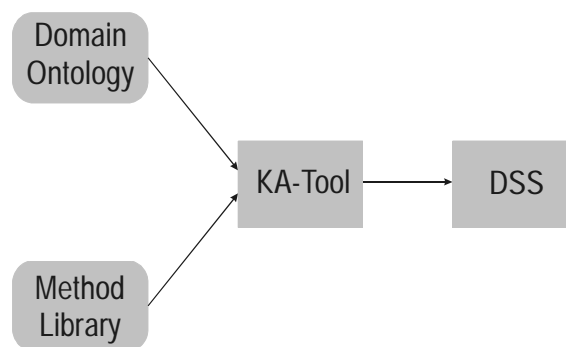 Domain
Ontology
KA-Tool
DSS
Method
Library